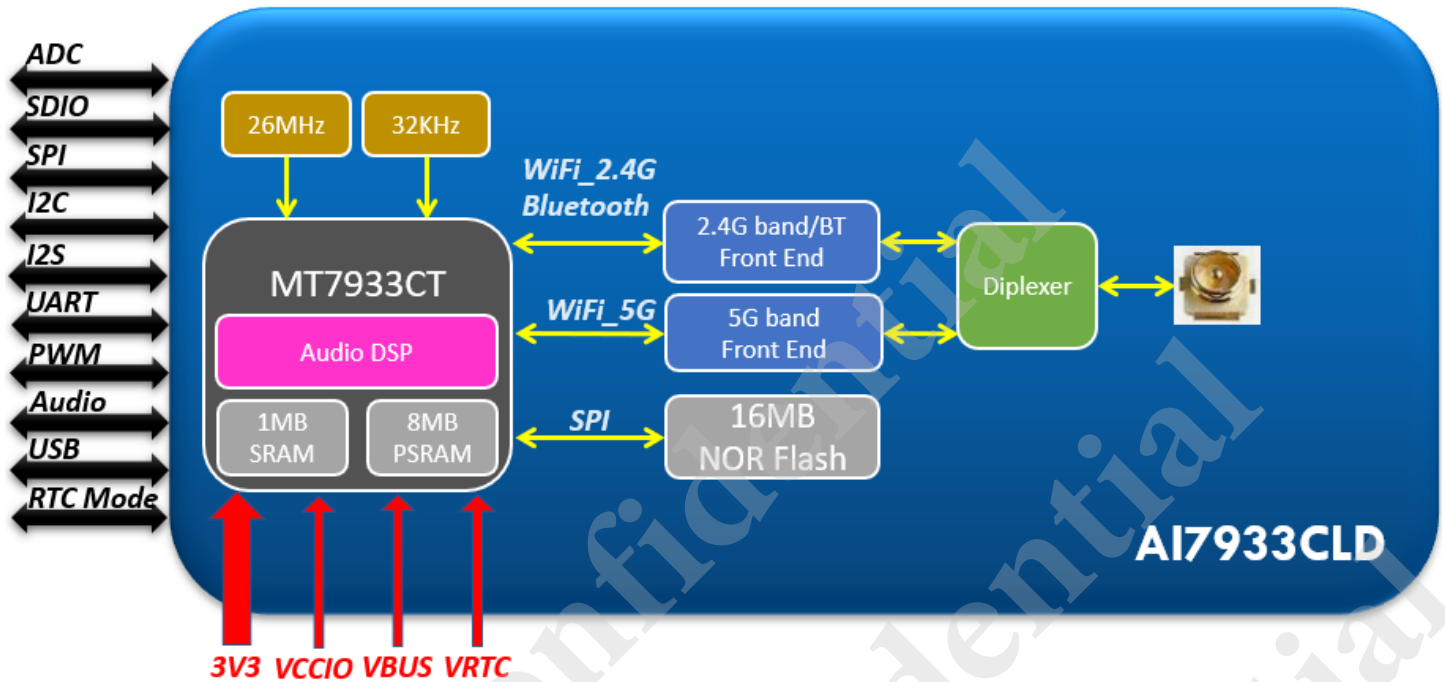 ADC
SDIO
SPI
I2C
I2S
UART
PWM
Audio
USB
RTC Mode
26MHz
32KHz
MT7933CT
Audio DSP
1MB
SRAM
8MB
PSRAM
WiFi_2.4G
Bluetooth
WiFi_5G
SPI
2.4G band/BT
Front End
5G band
Front End
16MB
NOR Flash
Diplexer
AI7933CLD
3V3
VCCIO
VBUS
VRTC
Confidential